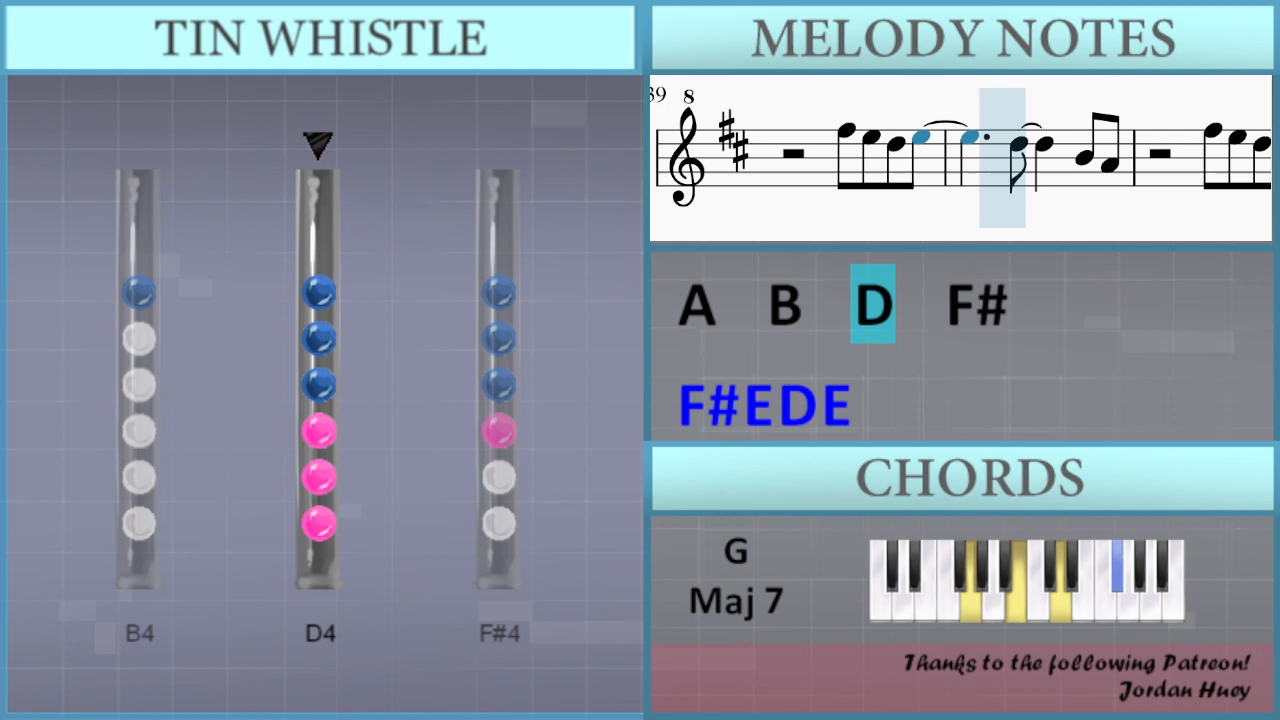 TIN WHISTLE
B4
D4
F#4
MELODY NOTES
39
8
A B D F#
F#EDE
CHORDS
G
Maj 7
Thanks to the following Patreon!
Jordan Huey